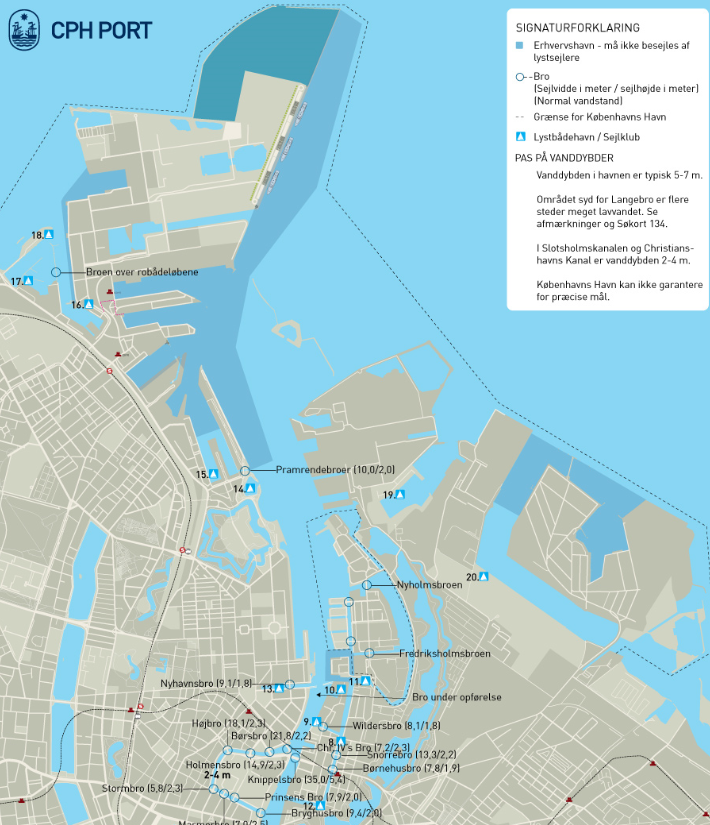 CPH PORT
SIGNATURFORKLARING
Erhvervshavn - må ikke besejles af
lystsejlere
Bro
(Sejlvidde i meter / sejlhøjde i meter)
(Normal vandstand)
Grænse for Københavns Havn
Lystbådehavn / Sejlklub
PAS PÅ VANDDYBDER
Vanddybden i havnen er typisk 5-7 m.
Området syd for Langebro er flere
steder meget lavvandet. Se
afmærkninger og Søkort 134.
I Slotsholmskanalen og Christians-
havns Kanal er vanddybden 2-4 m.
Københavns Havn kan ikke garantere
for præcise mål.
18.
Broen over robådeløbene
17.
16.
Pramrendebroer (10,0/2,0)
15.
14.
19.
20.
Nyholmsbroen
Fredriksholmsbroen
Nyhavnsbro (9,1/1,8)
13.
11.
10.
Bro under opførelse
Højbro (18,1/2,3)
9.
Wildersbro (8,1/1,8)
Børsbro (21,8/2,2)
8.
Chr. IV's Bro (7,2/2,3)
Snorrebro (13,3/2,2)
Holmensbro (14,9/2,3)
Børnehusbro (7,8/1,9)
2-4 m
Knippelsbro (35,0/5,4)
Stormbro (5,8/2,3)
Prinsens Bro (7,9/2,0)
12.
Bryghusbro (9,4/2,0)